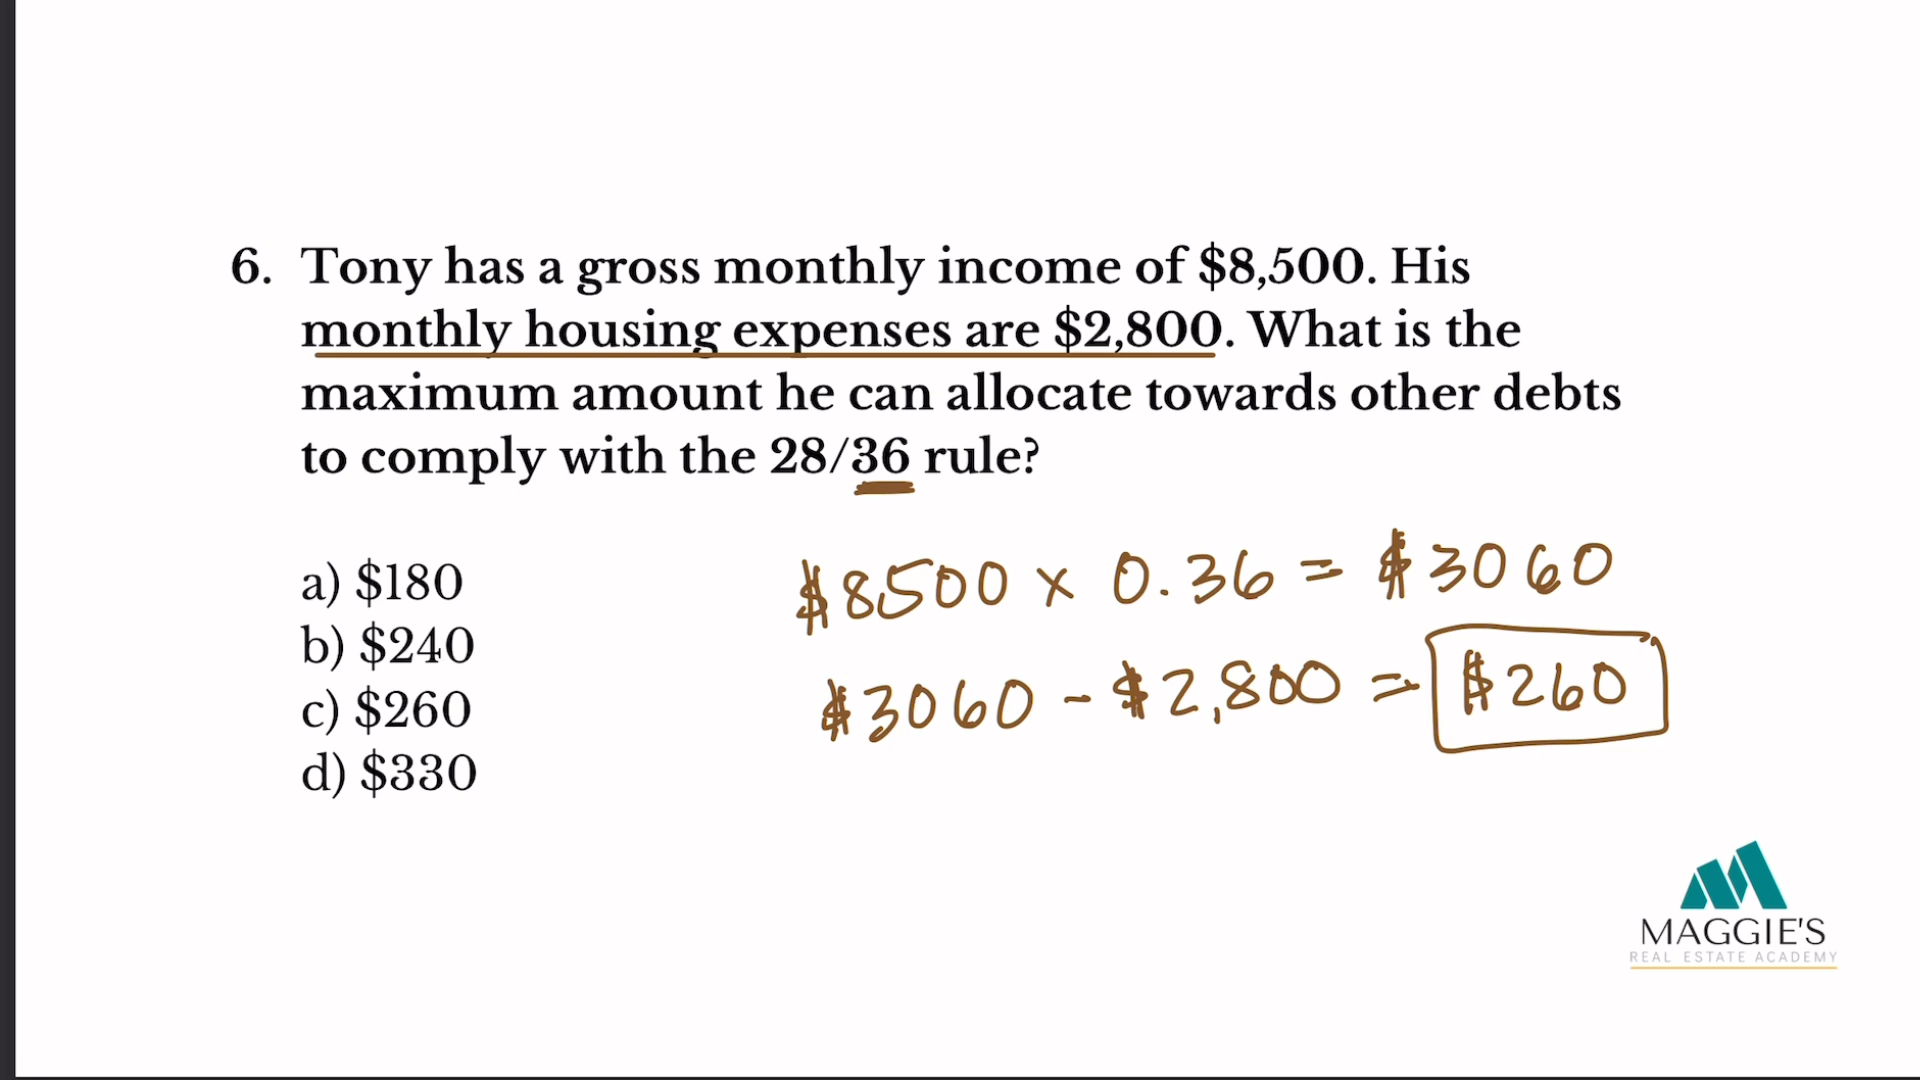 6. Tony has a gross monthly income of $8,500. His
monthly housing expenses are $2,800. What is the
maximum amount he can allocate towards other debts
to comply with the 28/36 rule?
a) $180
b) $240
c) $260
d) $330
$8500 x 0.36 = $3060
$3060 - $2,800 = $260
MAGGIE'S
REAL ESTATE ACADEMY